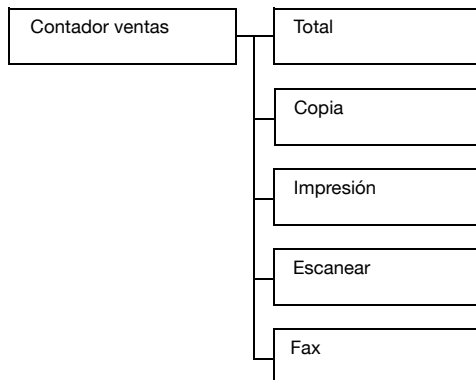 Contador ventas
Total
Copia
Impresión
Escanear
Fax